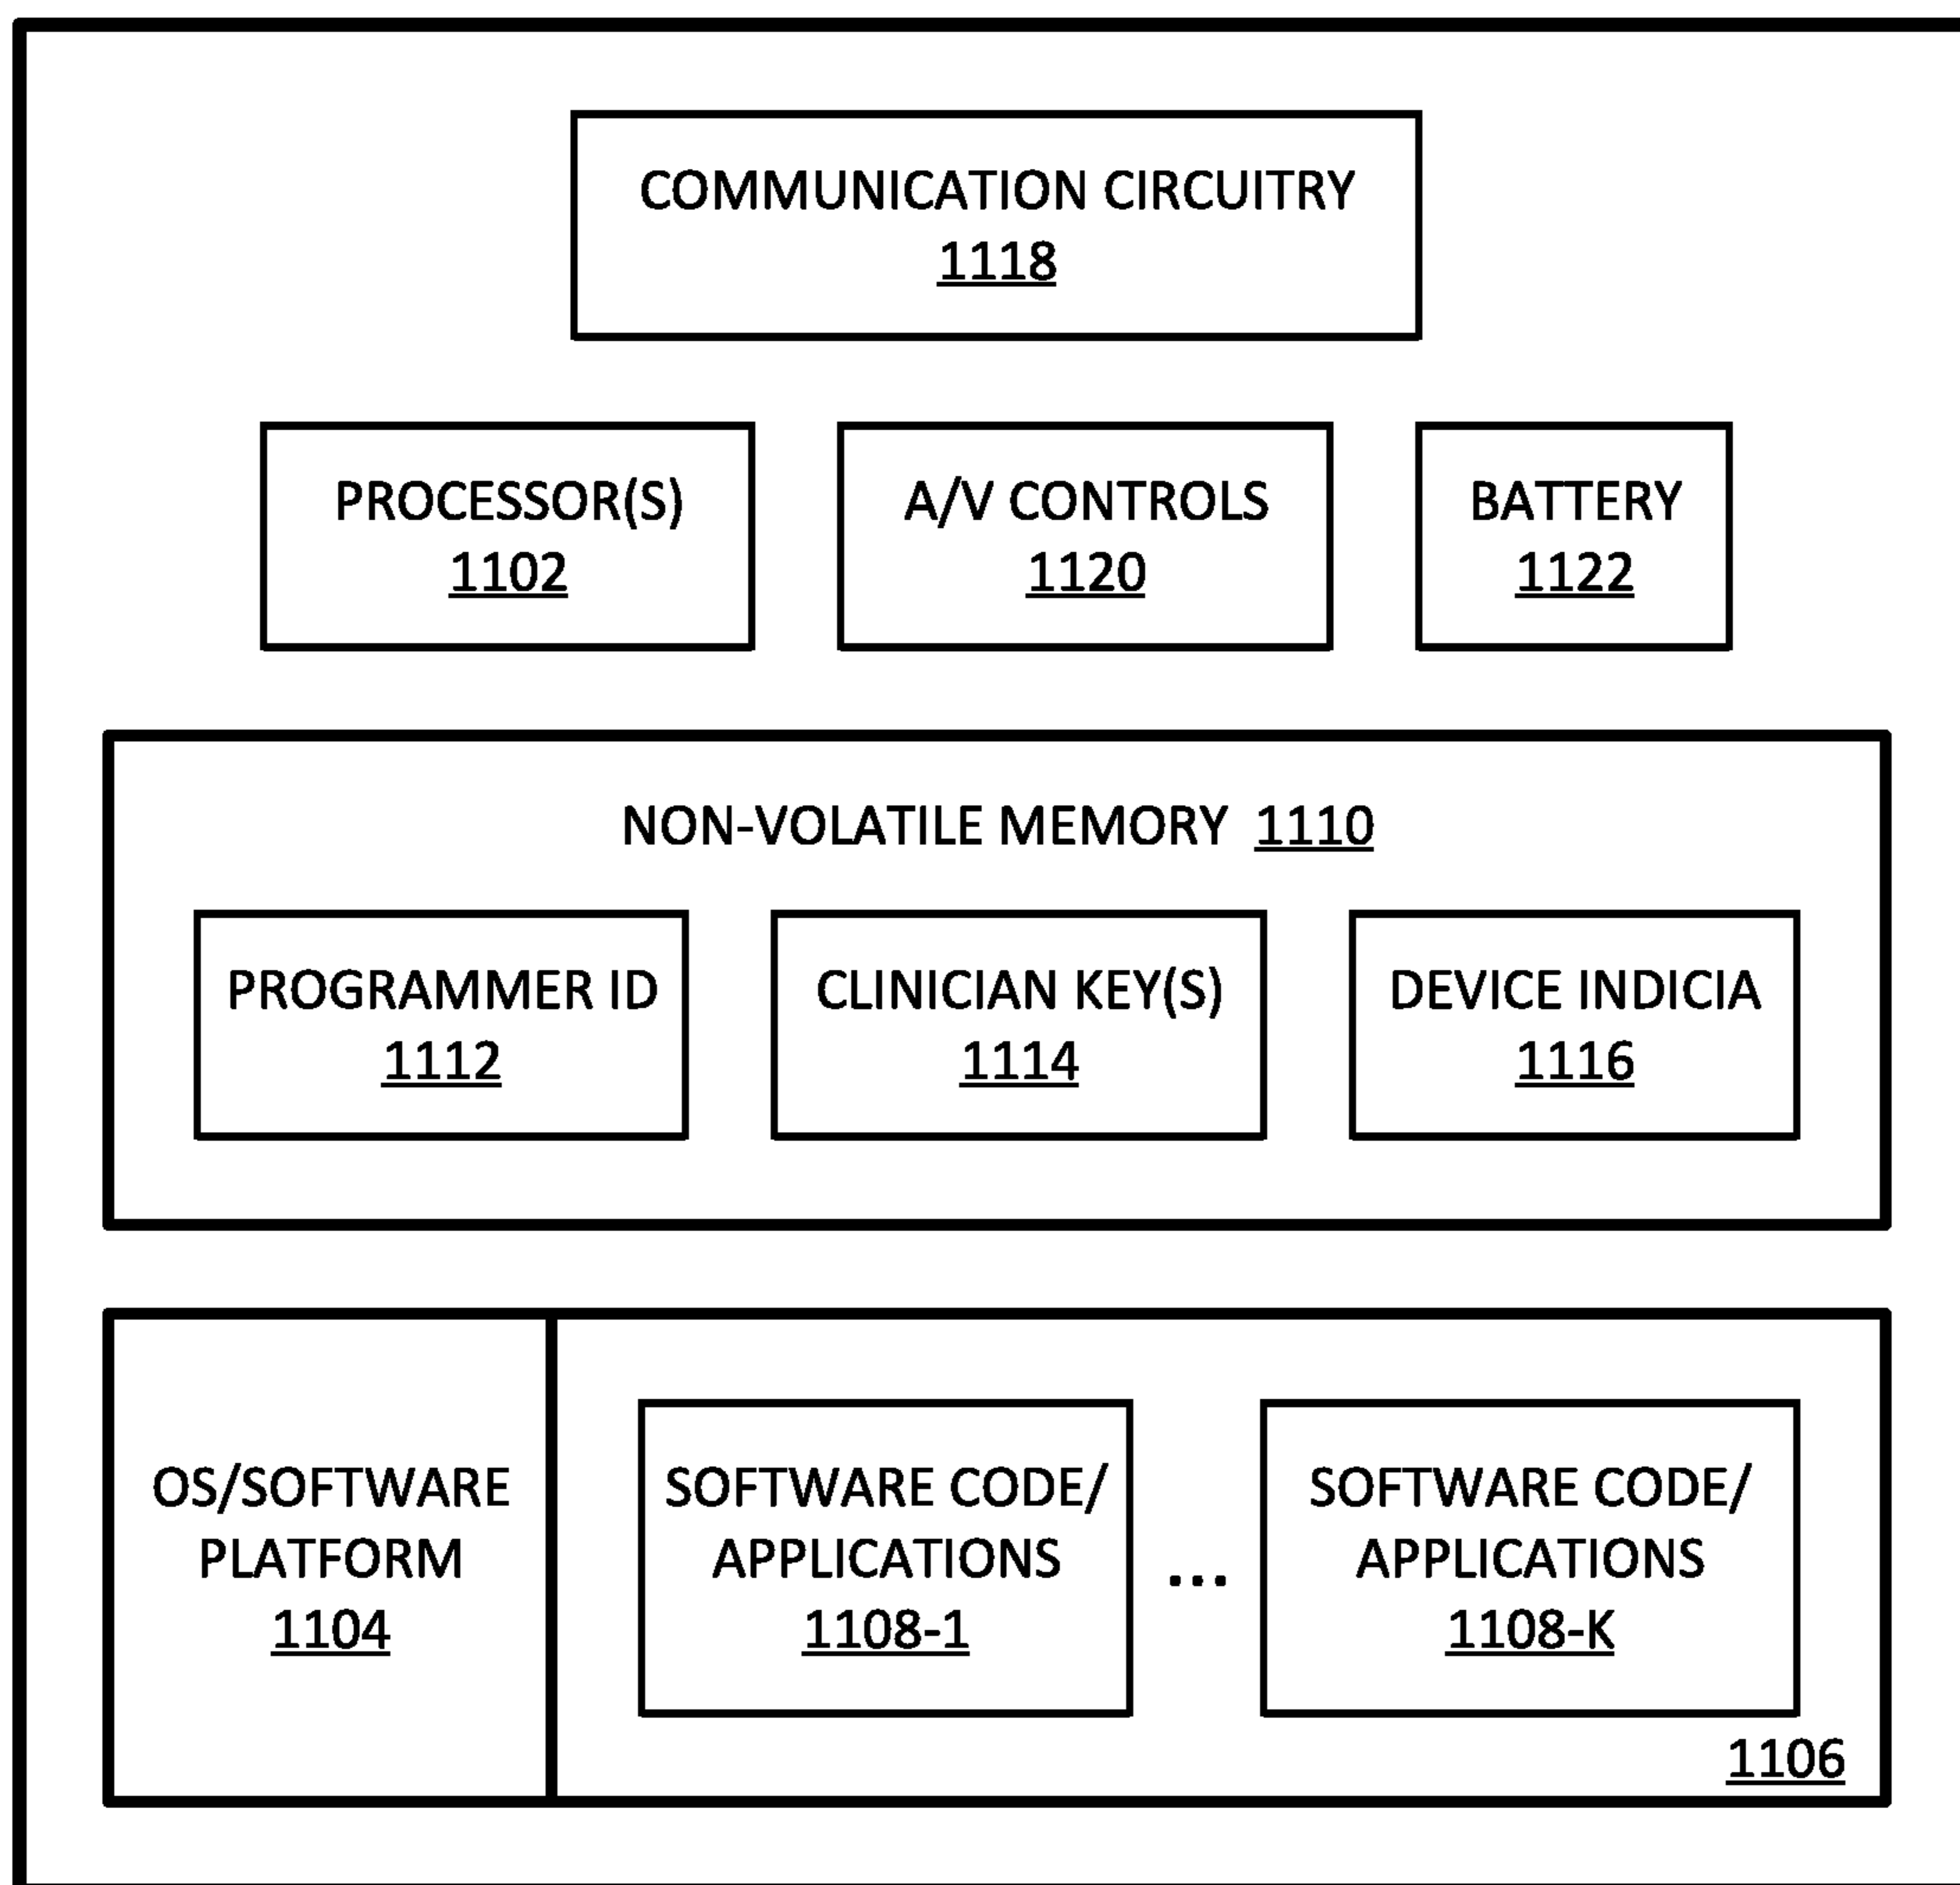 COMMUNICATION CIRCUITRY
1118
PROCESSOR(S)
1102
A/V CONTROLS
1120
BATTERY
1122
NON-VOLATILE MEMORY 1110
PROGRAMMER ID
1112
CLINICIAN KEY(S)
1114
DEVICE INDICIA
1116
OS/SOFTWARE
PLATFORM
1104
SOFTWARE CODE/
APPLICATIONS
1108-1
...
SOFTWARE CODE/
APPLICATIONS
1108-K
1106